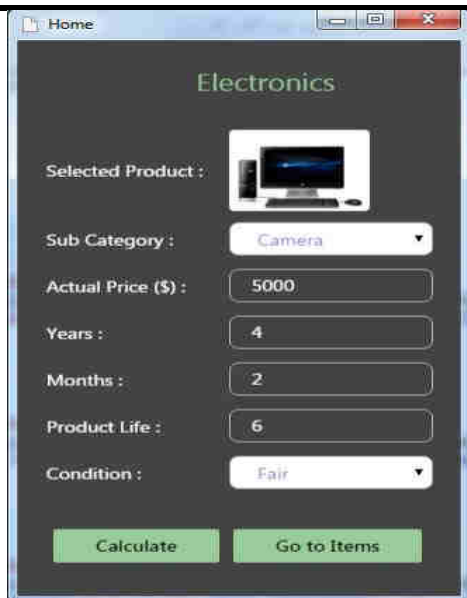 Home
Electronics
Selected Product :
Sub Category : Camera
Actual Price ($) : 5000
Years : 4
Months : 2
Product Life : 6
Condition : Fair
Calculate Go to Items